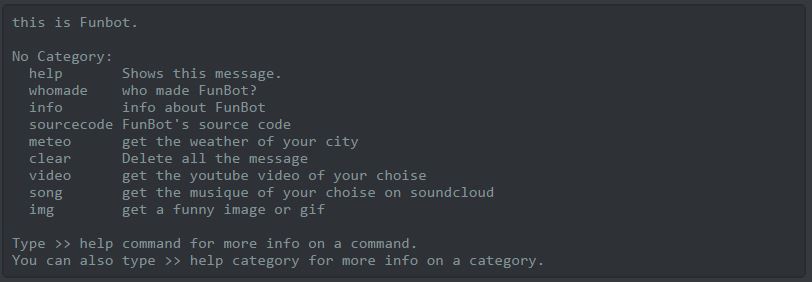 this is Funbot.
No Category:
help Shows this message.
whomade who made FunBot?
info info about FunBot
sourcecode FunBot's source code
meteo get the weather of your city
clear Delete all the message
video get the youtube video of your choise
song get the musique of your choise on soundcloud
img get a funny image or gif
Type >> help command for more info on a command.
You can also type >> help category for more info on a category.